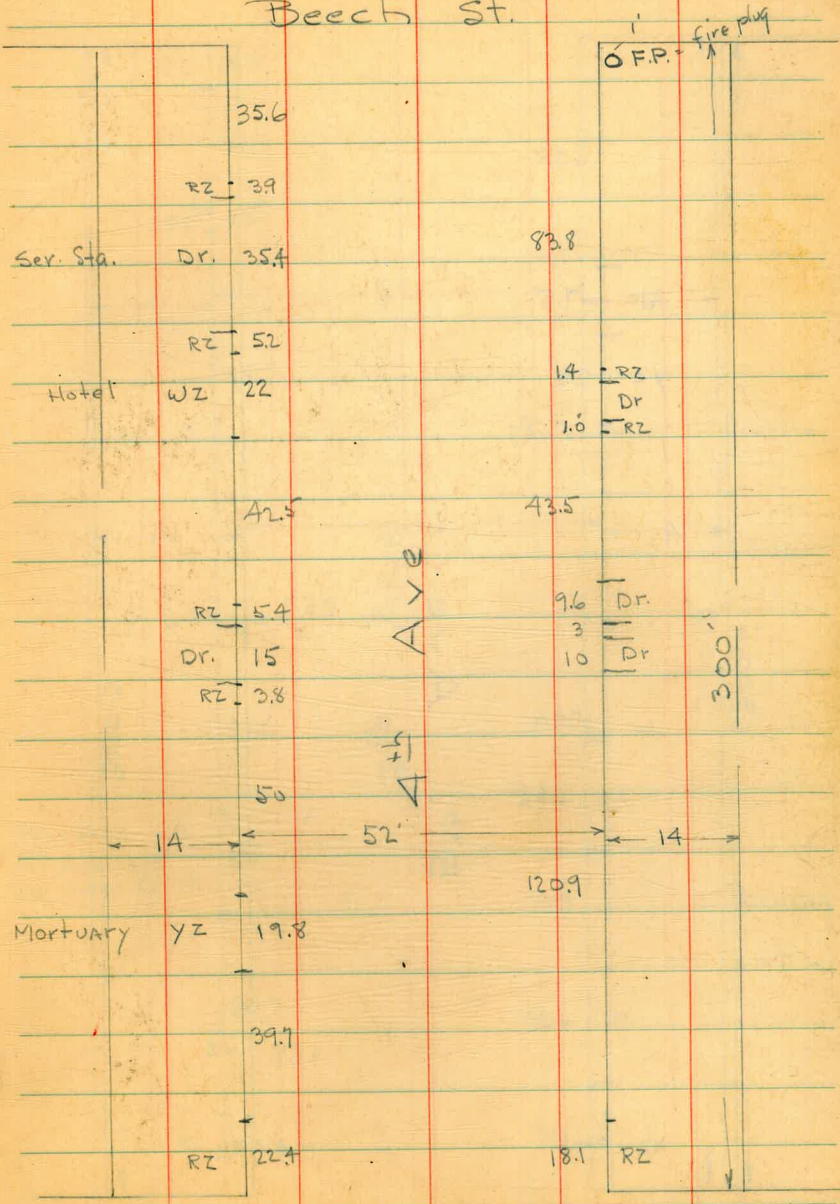 Beech St.
1'
O F.P. - fire plug
35.6
RZ 3.9
83.8
Ser. Sta. Dr. 35.4
RZ 5.2
1.4 RZ
Hotel WZ 22
Dr
1.0 RZ
42.5
43.5
9.6 Dr.
RZ 5.4
3
Dr. 15
10 Dr
300'
RZ 3.8
4th Ave
50
14
52'
14
120.9
Mortuary YZ 19.8
39.7
RZ 22.4
18.1 RZ